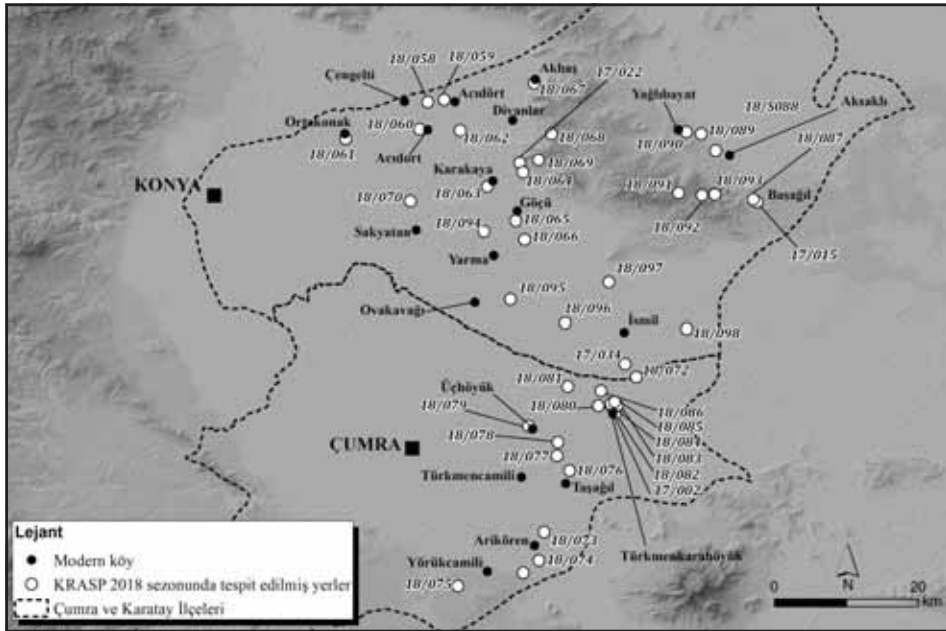 18/058
18/059
Çengelti
Acıdört
Akbaş
18/067
17/022
Divanlar
Yağlıbayat
18/S088
Aksaklı
Ortakonak
18/060
18/061
Acıdört
18/062
18/068
18/089
18/090
18/087
KONYA
Karakaya
18/069
18/064
18/063
18/070
18/091
18/093
Başağıl
18/092
17/015
Göçü
18/065
18/094
18/066
Sakyatan
Yarma
18/097
18/095
Ovakavağı
18/096
İsmil
18/098
17/034
18/072
18/081
Üçhöyük
18/079
18/080
18/086
18/085
18/084
18/083
18/082
17/002
18/078
ÇUMRA
18/077
18/076
Türkmencamili
Taşağıl
Türkmenkarahöyük
Arıkören
18/073
18/074
Yörükcamili
18/075
Lejant
Modern köy
KRASP 2018 sezonunda tespit edilmiş yerler
Çumra ve Karatay İlçeleri
N
0
20
km